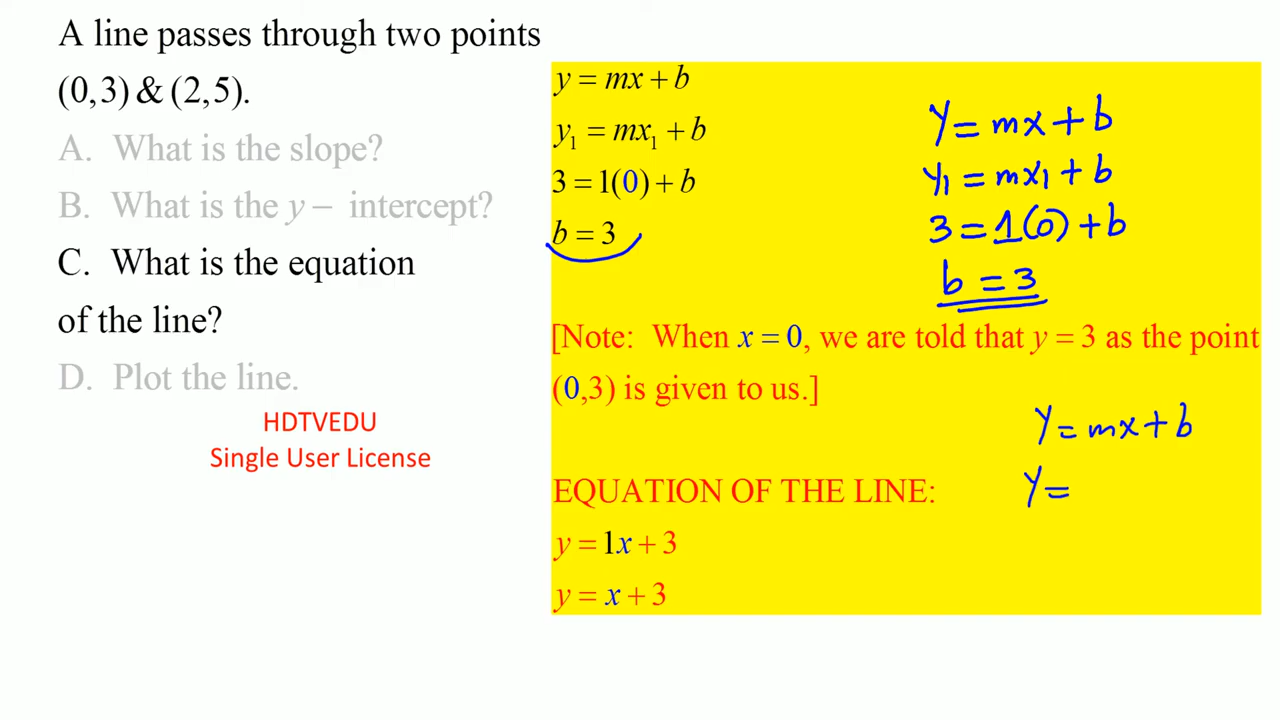 A line passes through two points
(0,3) & (2,5).
A. What is the slope?
B. What is the y – intercept?
C. What is the equation
of the line?
D. Plot the line.
HDTVEDU
Single User License
y = mx + b
y₁ = mx₁ + b
3 = 1(0) + b
b = 3
y = mx + b
y₁ = mx₁ + b
3 = 1(0) + b
b = 3
[Note: When x = 0, we are told that y = 3 as the point
(0,3) is given to us.]
y = mx + b
y =
EQUATION OF THE LINE:
y = 1x + 3
y = x + 3